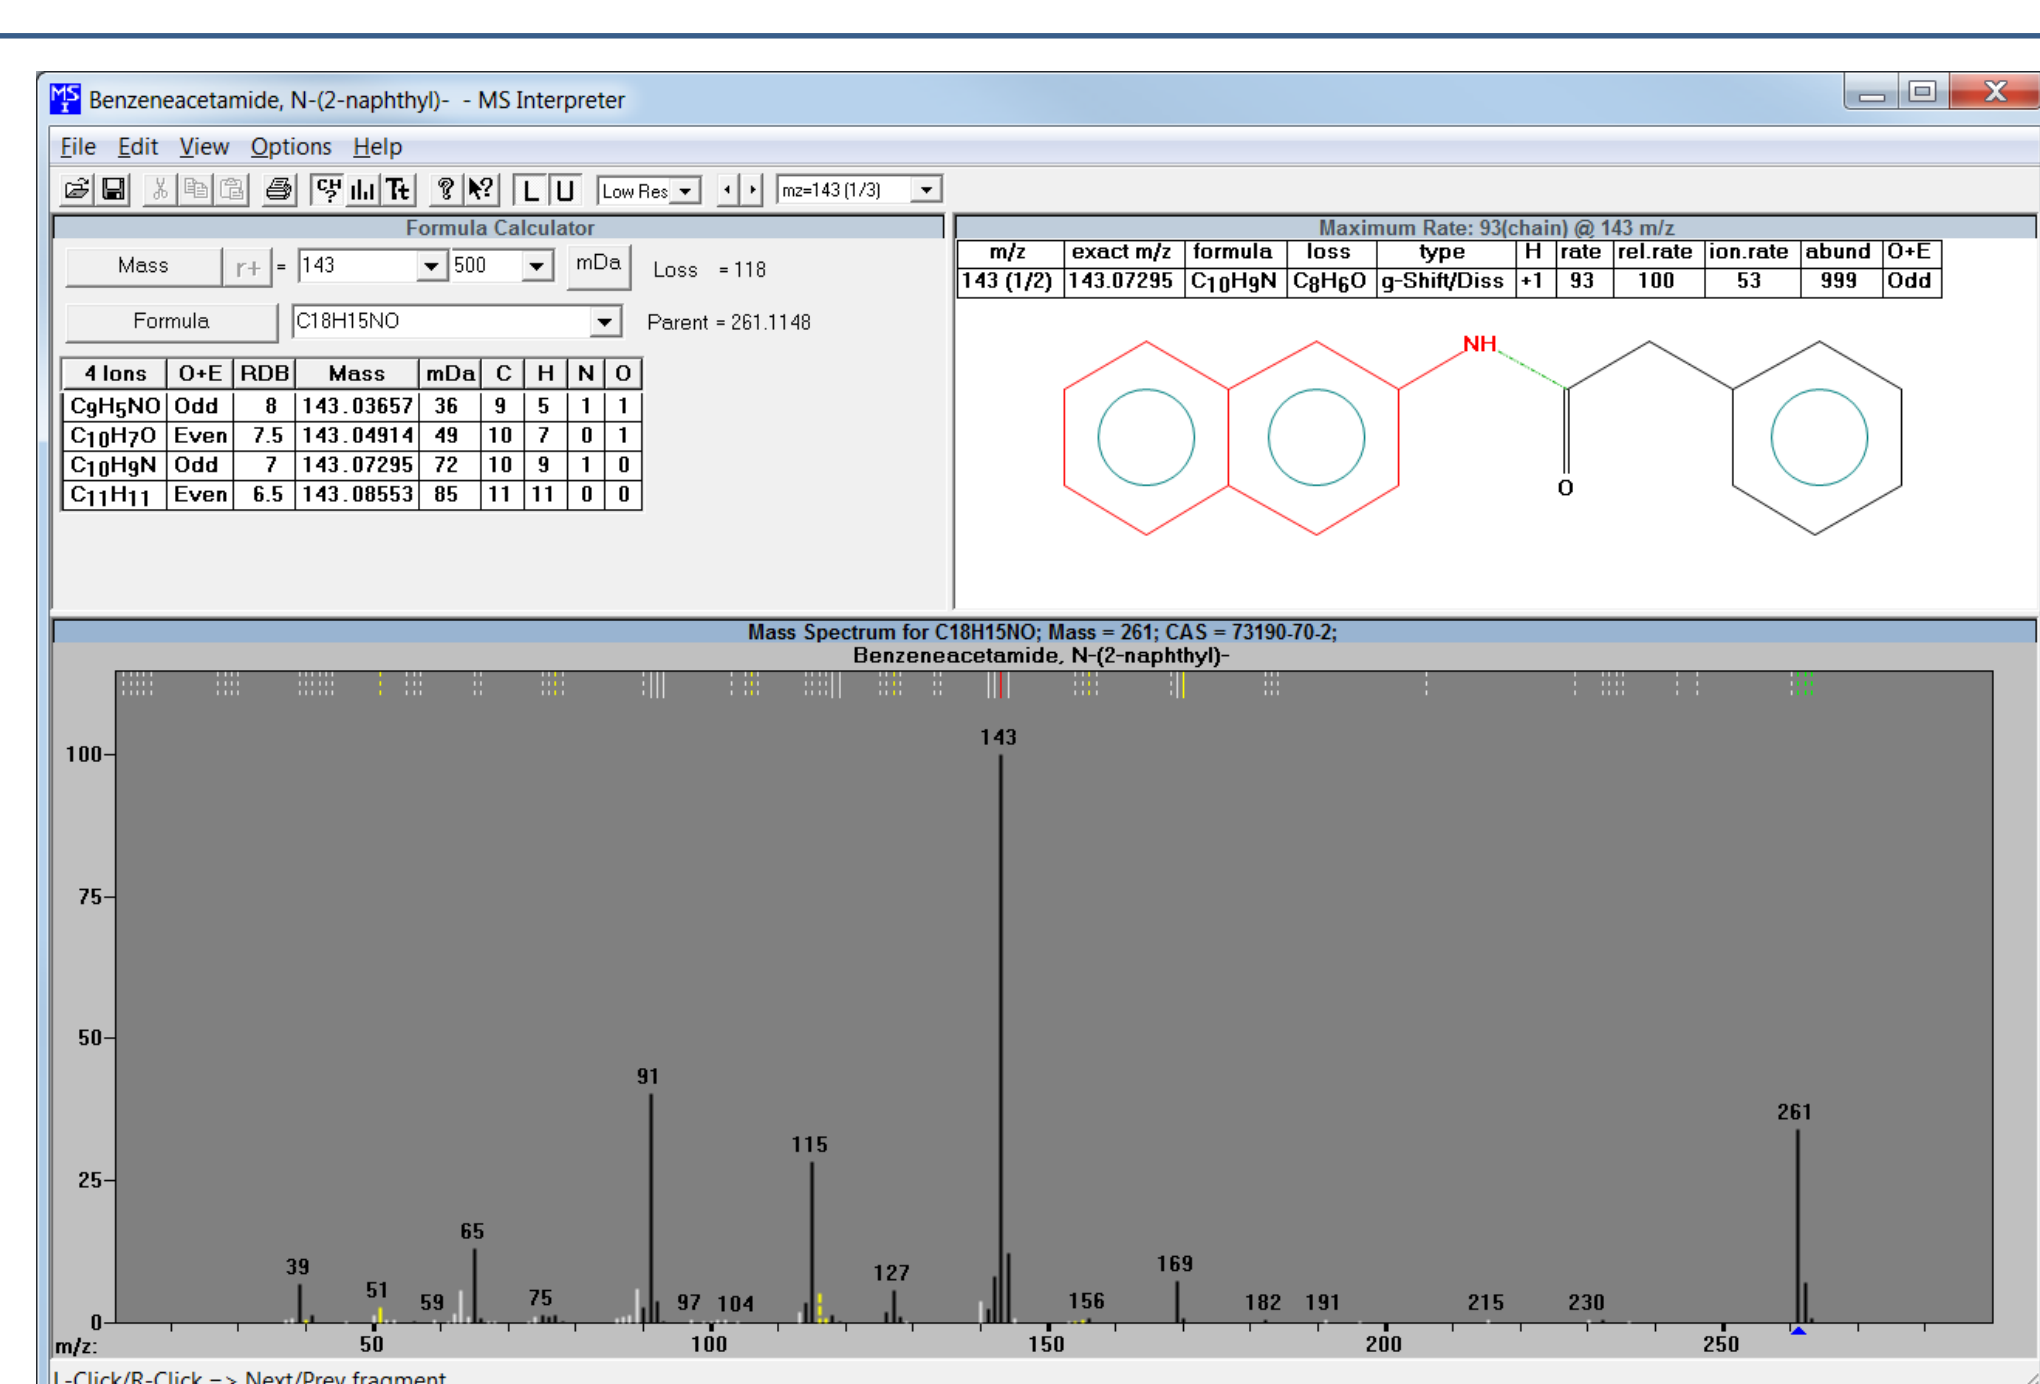 Benzeneacetamide, N-(2-naphthyl)- - MS Interpreter
File Edit View Options Help
CH ? Tt ? ? L U Low Res mz=143 (1/3)
Formula Calculator
Mass r+ = 143 500 mDa Loss = 118
Formula C18H15NO Parent = 261.1148
4 Ions O+E RDB Mass mDa C H N O
C9H5NO Odd 8 143.03657 36 9 5 1 1
C10H7O Even 7.5 143.04914 49 10 7 0 1
C10H9N Odd 7 143.07295 72 10 9 1 0
C11H11 Even 6.5 143.08553 85 11 11 0 0
Maximum Rate: 93(chain) @ 143 m/z
m/z exact m/z formula loss type H rate rel.rate ion.rate abund O+E
143 (1/2) 143.07295 C10H9N C8H6O g-Shift/Diss +1 93 100 53 999 Odd
NH
O
Mass Spectrum for C18H15NO; Mass = 261; CAS = 73190-70-2;
Benzeneacetamide, N-(2-naphthyl)-
143
100
75
50
91
261
115
25
65
39
169
127
51
59
75
97
104
156
182
191
215
230
0
m/z: 50 100 150 200 250
L-Click/R-Click => Next/Prev fragment